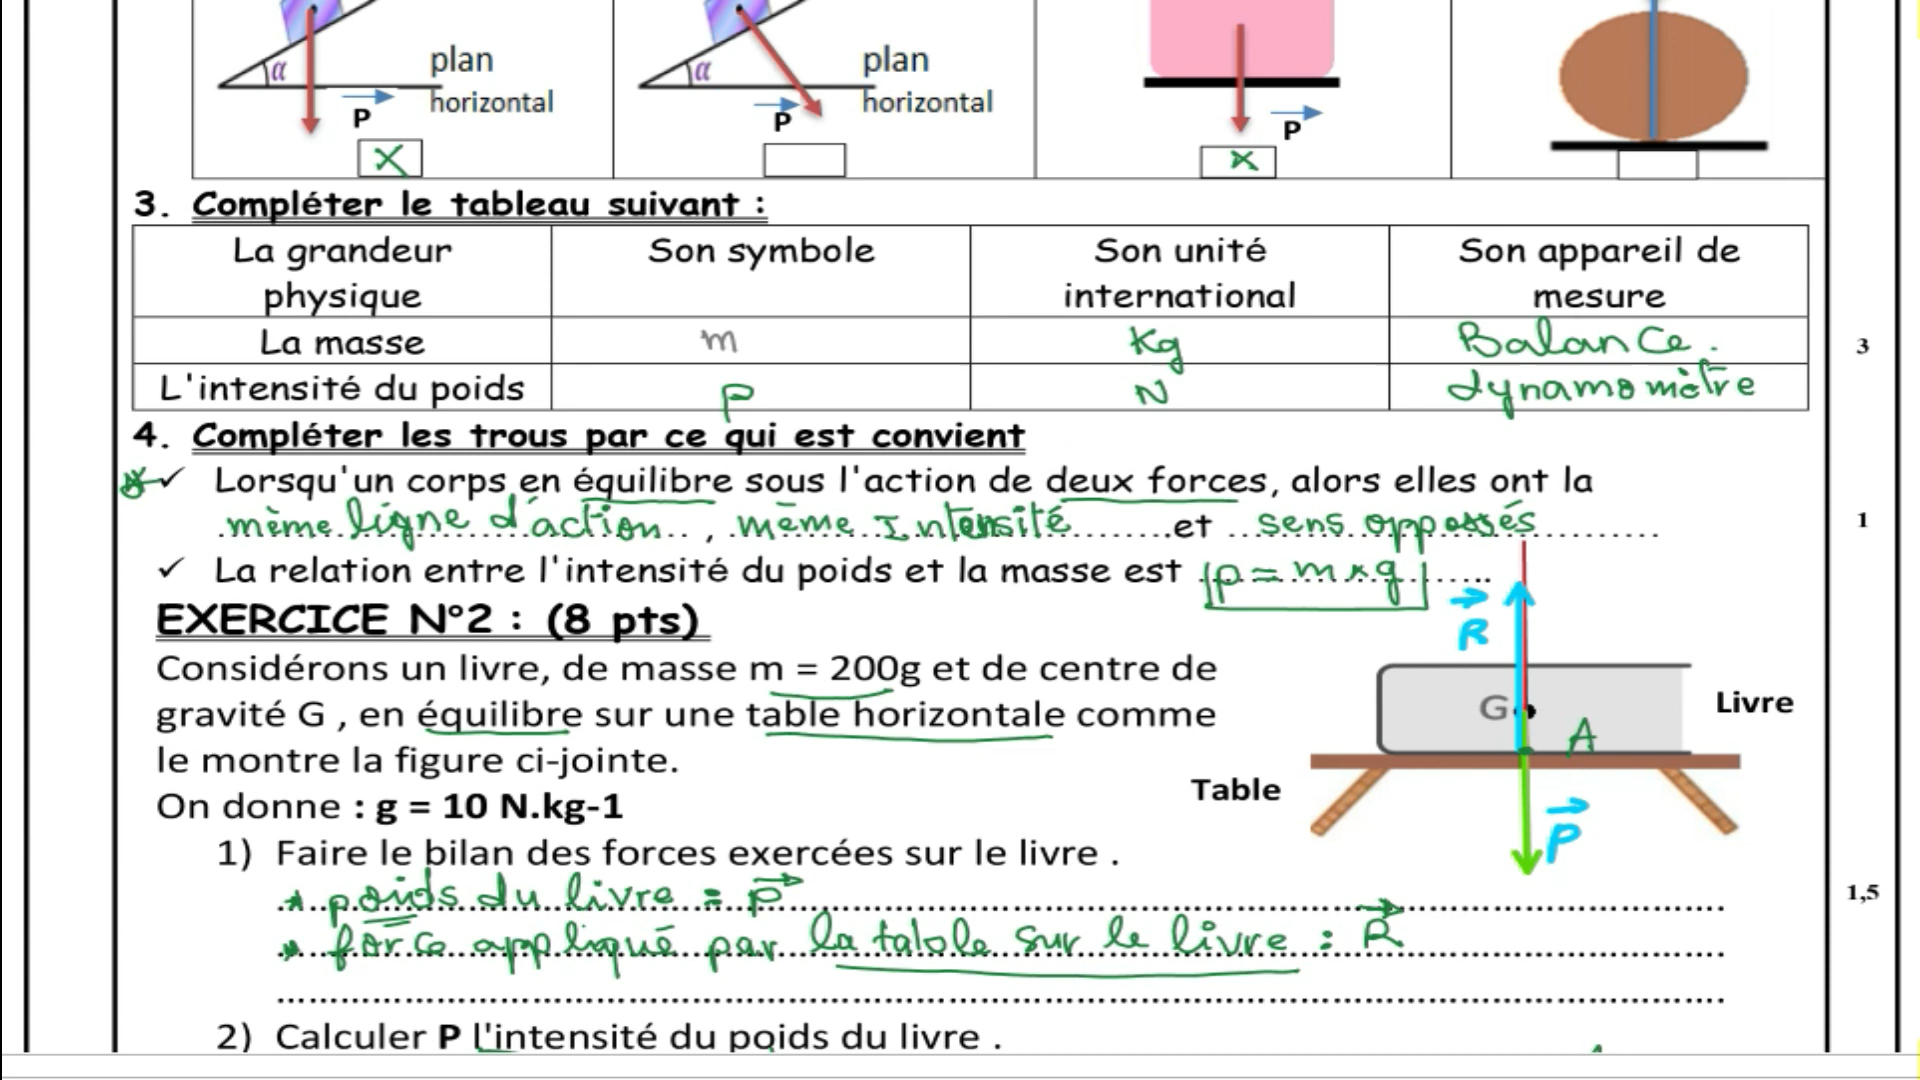 α plan horizontal P X
α plan horizontal P
P X
3. Compléter le tableau suivant :
La grandeur physique Son symbole Son unité international Son appareil de mesure
La masse m Kg Balance.
L'intensité du poids P N dynamomètre
3
4. Compléter les trous par ce qui est convient
✓ Lorsqu'un corps en équilibre sous l'action de deux forces, alors elles ont la
même ligne d'action , même Intensité et sens opposés
1
✓ La relation entre l'intensité du poids et la masse est p = m × g
EXERCICE N°2 : (8 pts)
Considérons un livre, de masse m = 200g et de centre de
gravité G , en équilibre sur une table horizontale comme
le montre la figure ci-jointe.
On donne : g = 10 N.kg-1
R
G
A
Livre
Table
P
1) Faire le bilan des forces exercées sur le livre .
* poids du livre : P
* force appliqué par la table sur le livre : R
1,5
2) Calculer P l'intensité du poids du livre .